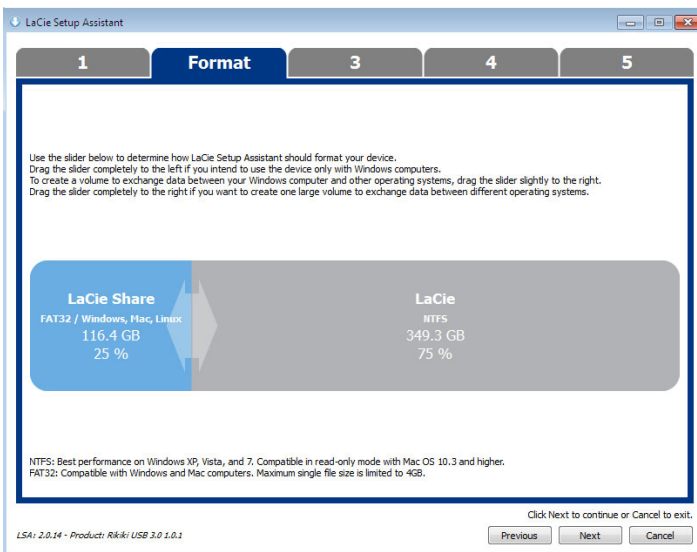 LaCie Setup Assistant
1
Format
3
4
5
Use the slider below to determine how LaCie Setup Assistant should format your device.
Drag the slider completely to the left if you intend to use the device only with Windows computers.
To create a volume to exchange data between your Windows computer and other operating systems, drag the slider slightly to the right.
Drag the slider completely to the right if you want to create one large volume to exchange data between different operating systems.
LaCie Share
FAT32 / Windows, Mac, Linux
116.4 GB
25 %
LaCie
NTFS
349.3 GB
75 %
NTFS: Best performance on Windows XP, Vista, and 7. Compatible in read-only mode with Mac OS 10.3 and higher.
FAT32: Compatible with Windows and Mac computers. Maximum single file size is limited to 4GB.
Click Next to continue or Cancel to exit.
LSA: 2.0.14 - Product: Rikiki USB 3.0 1.0.1
Previous
Next
Cancel